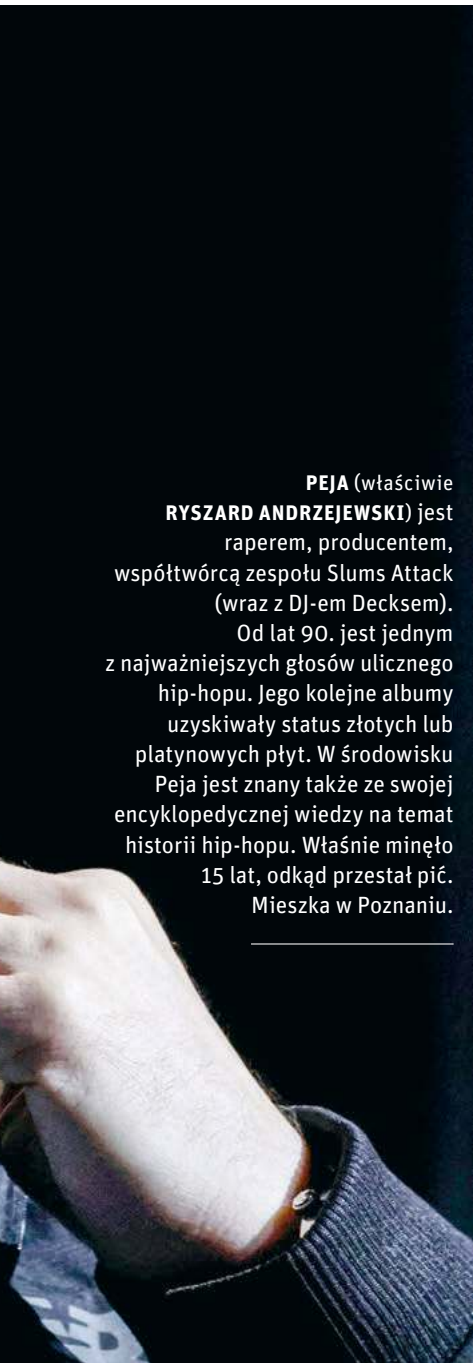 PEJA (właściwie
RYSZARD ANDRZEJEWSKI) jest
raperem, producentem,
współtwórcą zespołu Slums Attack
(wraz z DJ-em Decksem).
Od lat 90. jest jednym
z najważniejszych głosów ulicznego
hip-hopu. Jego kolejne albumy
uzyskiwały status złotych lub
platynowych płyt. W środowisku
Peja jest znany także ze swojej
encyklopedycznej wiedzy na temat
historii hip-hopu. Właśnie minęło
15 lat, odkąd przestał pić.
Mieszka w Poznaniu.